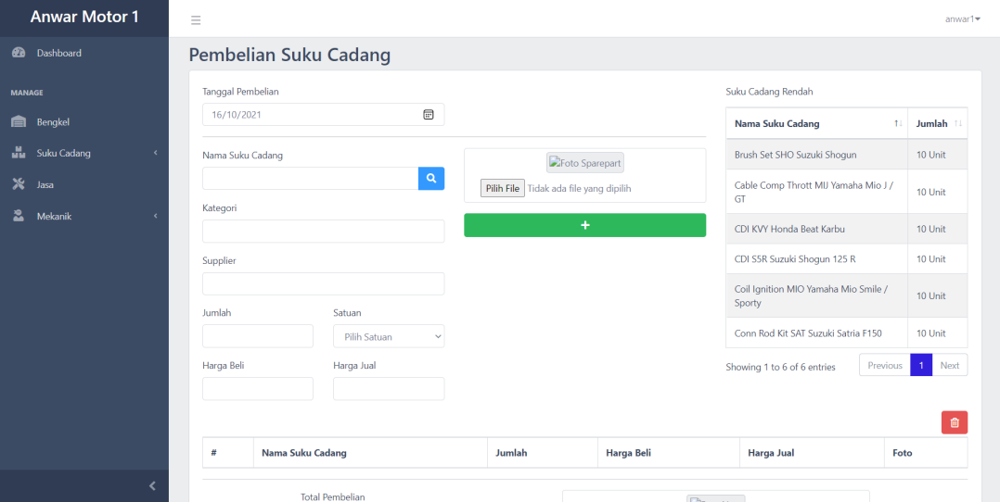 Anwar Motor 1
anwar1
Dashboard
MANAGE
Bengkel
Suku Cadang
Jasa
Mekanik
Pembelian Suku Cadang
Tanggal Pembelian
16/10/2021
Nama Suku Cadang
Kategori
Supplier
Jumlah
Satuan
Pilih Satuan
Harga Beli
Harga Jual
Foto Sparepart
Pilih File Tidak ada file yang dipilih
+
Suku Cadang Rendah
Nama Suku Cadang Jumlah
Brush Set SHO Suzuki Shogun 10 Unit
Cable Comp Thrott MIJ Yamaha Mio J / 10 Unit
GT
CDI KVY Honda Beat Karbu 10 Unit
CDI S5R Suzuki Shogun 125 R 10 Unit
Coil Ignition MIO Yamaha Mio Smile / 10 Unit
Sporty
Conn Rod Kit SAT Suzuki Satria F150 10 Unit
Showing 1 to 6 of 6 entries
Previous 1 Next
# Nama Suku Cadang Jumlah Harga Beli Harga Jual Foto
Total Pembelian